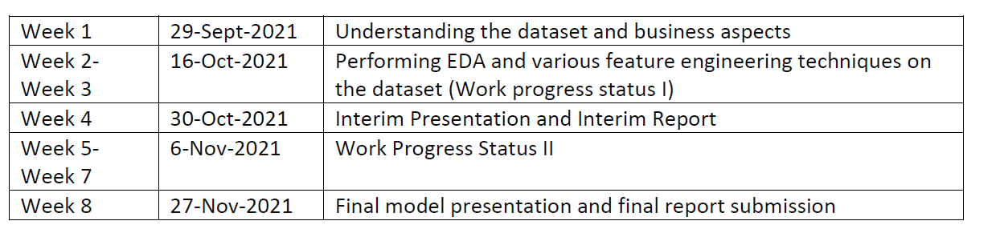 Week 1 29-Sept-2021 Understanding the dataset and business aspects
Week 2- 16-Oct-2021 Performing EDA and various feature engineering techniques on
Week 3 the dataset (Work progress status I)
Week 4 30-Oct-2021 Interim Presentation and Interim Report
Week 5- 6-Nov-2021 Work Progress Status II
Week 7
Week 8 27-Nov-2021 Final model presentation and final report submission